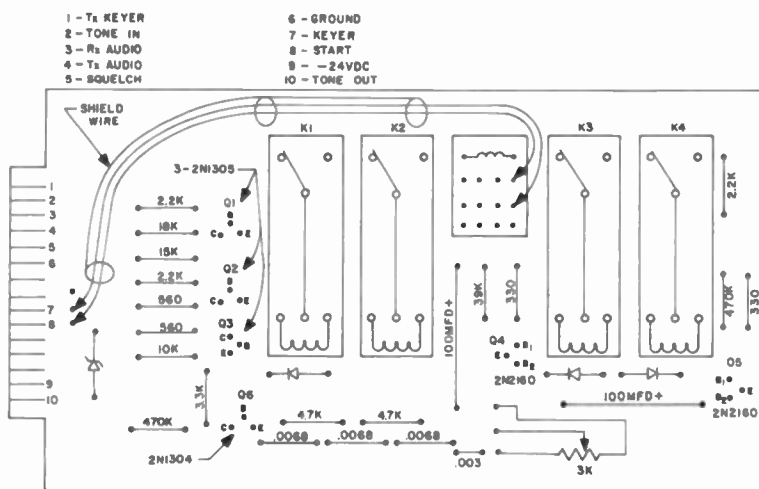 1 - Tx KEYER
2 - TONE IN
3 - Rx AUDIO
4 - Tx AUDIO
5 - SQUELCH
6 - GROUND
7 - KEYER
8 - START
9 - -24VDC
10 - TONE OUT
SHIELD
WIRE
3-2N1305
K1
K2
K3
K4
1
2
3
4
5
6
7
8
9
10
2.2K
18K
15K
2.2K
560
560
10K
3.3K
470K
Q1
B
C
E
Q2
B
C
E
Q3
C
B
E
Q6
B
C
E
2N1304
4.7K
4.7K
.0068
.0068
.0068
.003
100MFD+
39K
330
Q4
B1
E
B2
2N2160
2.2K
470K
330
Q5
B1
E
B2
2N2160
100MFD+
3K